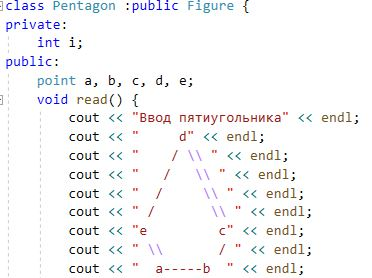 class Pentagon :public Figure {
private:
    int i;
public:
    point a, b, c, d, e;
    void read() {
        cout << "Ввод пятиугольника" << endl;
        cout << "     d" << endl;
        cout << "    / \\ " << endl;
        cout << "   /   \\ " << endl;
        cout << "  /     \\ " << endl;
        cout << " /       \\ " << endl;
        cout << "e         c" << endl;
        cout << " \\       / " << endl;
        cout << "  a-----b  " << endl;